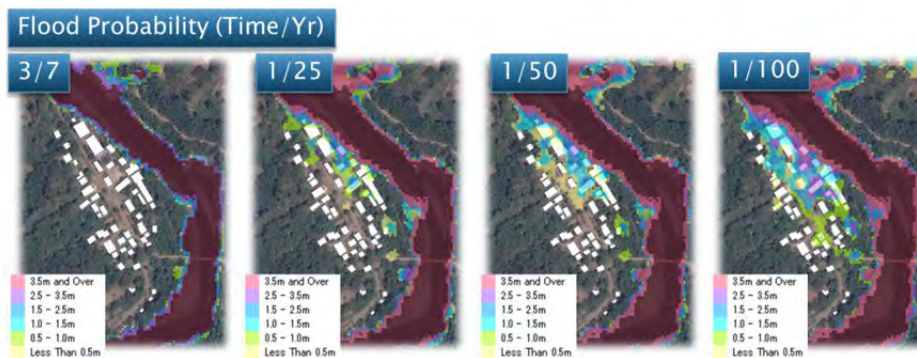 Flood Probability (Time/Yr)
3/7
1/25
1/50
1/100
3.5m and Over
2.5 - 3.5m
1.5 - 2.5m
1.0 - 1.5m
0.5 - 1.0m
Less Than 0.5m
3.5m and Over
2.5 - 3.5m
1.5 - 2.5m
1.0 - 1.5m
0.5 - 1.0m
Less Than 0.5m
3.5m and Over
2.5 - 3.5m
1.5 - 2.5m
1.0 - 1.5m
0.5 - 1.0m
Less Than 0.5m
3.5m and Over
2.5 - 3.5m
1.5 - 2.5m
1.0 - 1.5m
0.5 - 1.0m
Less Than 0.5m